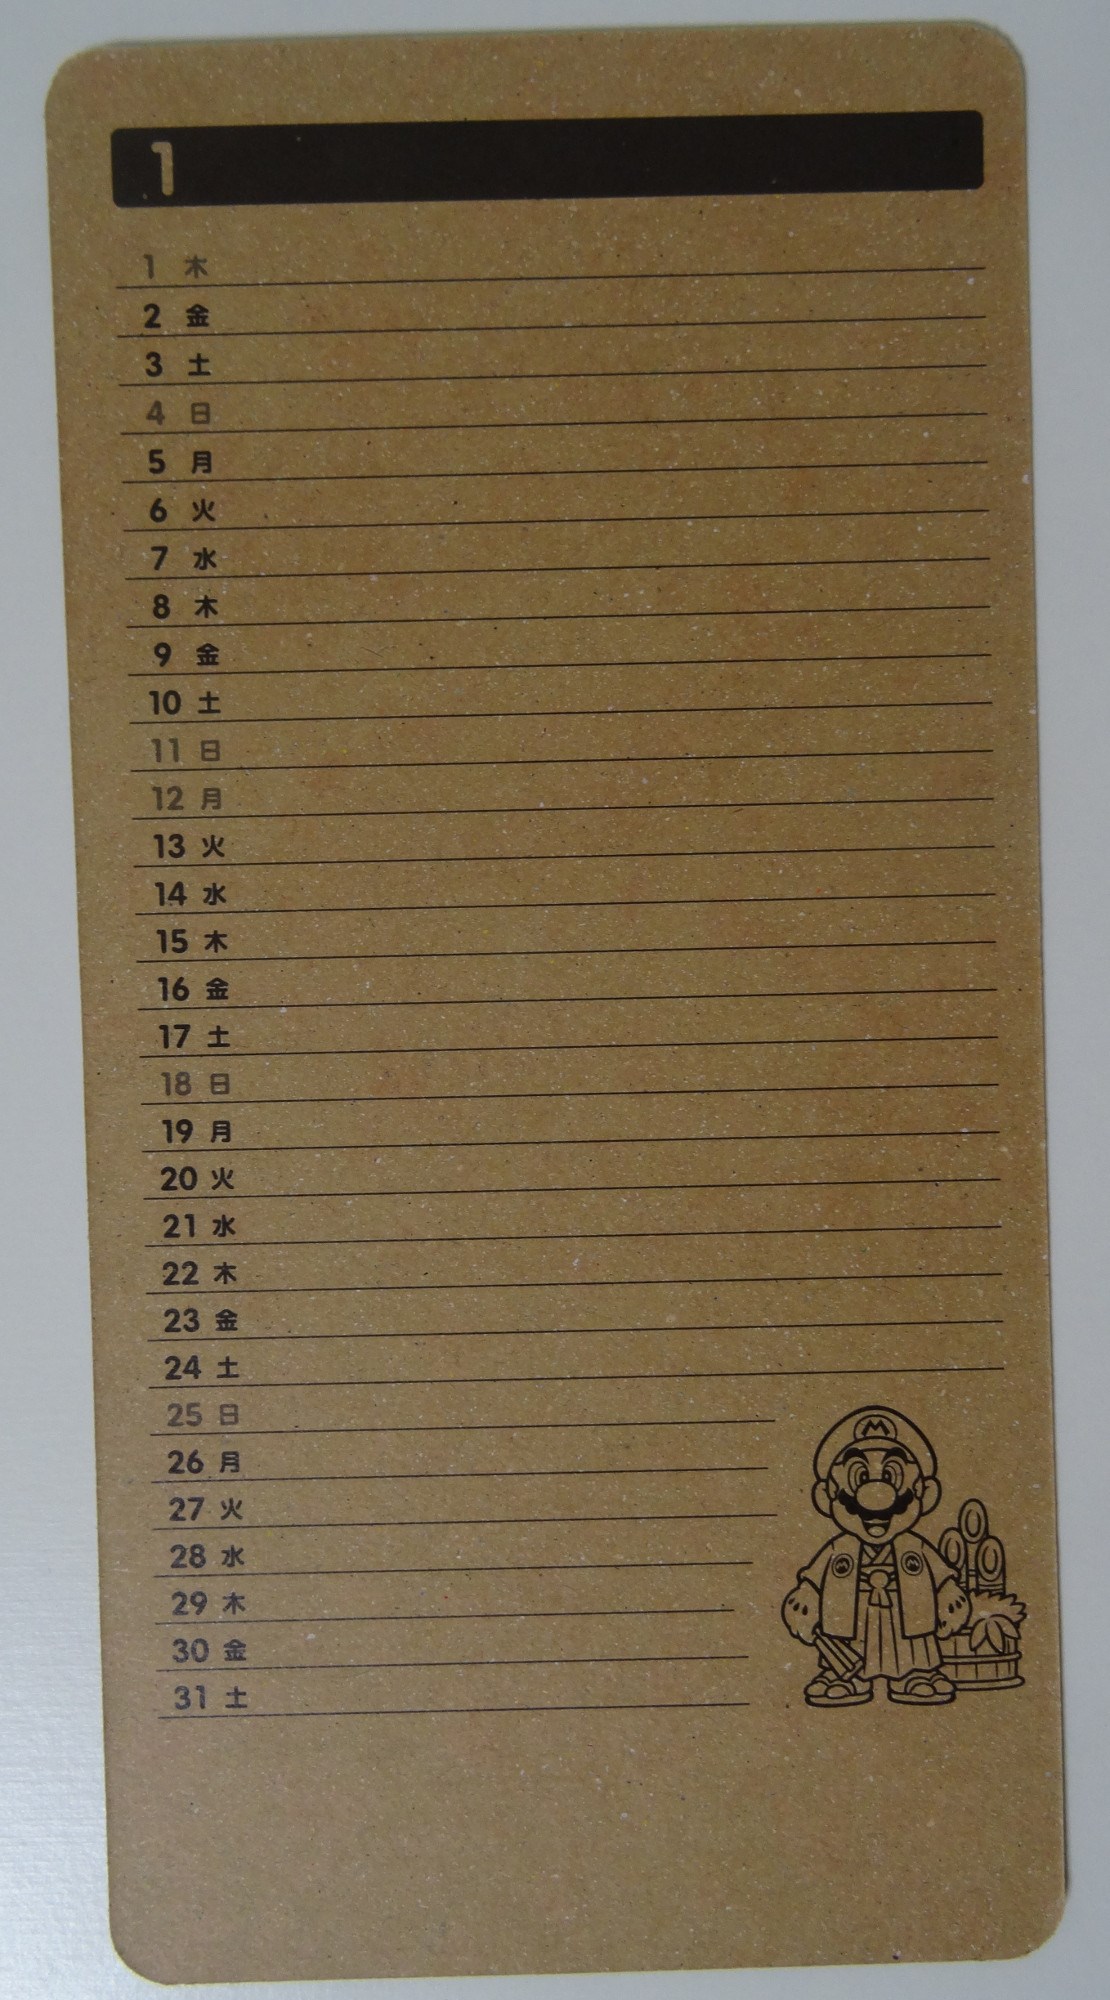 1
1 木
2 金
3 土
4 日
5 月
6 火
7 水
8 木
9 金
10 土
11 日
12 月
13 火
14 水
15 木
16 金
17 土
18 日
19 月
20 火
21 水
22 木
23 金
24 土
25 日
26 月
27 火
28 水
29 木
30 金
31 土
M
M M